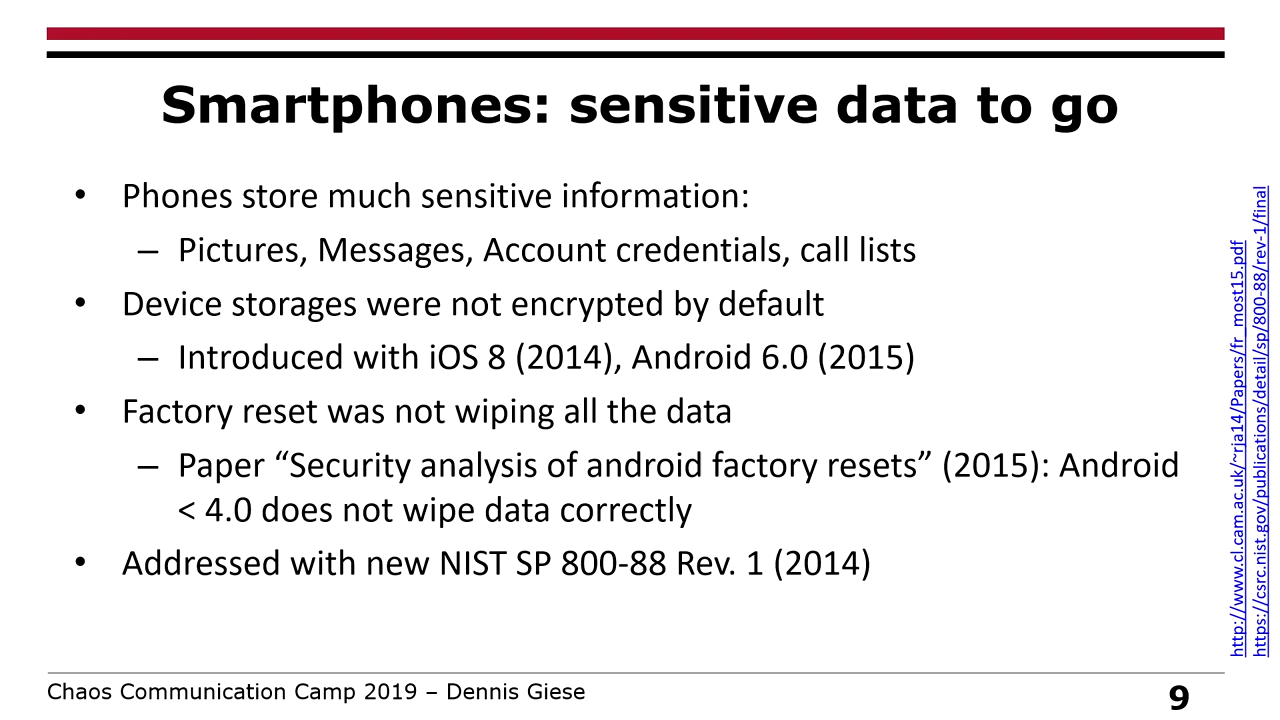 Smartphones: sensitive data to go
• Phones store much sensitive information:
– Pictures, Messages, Account credentials, call lists
• Device storages were not encrypted by default
– Introduced with iOS 8 (2014), Android 6.0 (2015)
• Factory reset was not wiping all the data
– Paper “Security analysis of android factory resets” (2015): Android
< 4.0 does not wipe data correctly
• Addressed with new NIST SP 800-88 Rev. 1 (2014)
http://www.cl.cam.ac.uk/~rja14/Papers/fr_most15.pdf
https://csrc.nist.gov/publications/detail/sp/800-88/rev-1/final
Chaos Communication Camp 2019 – Dennis Giese
9